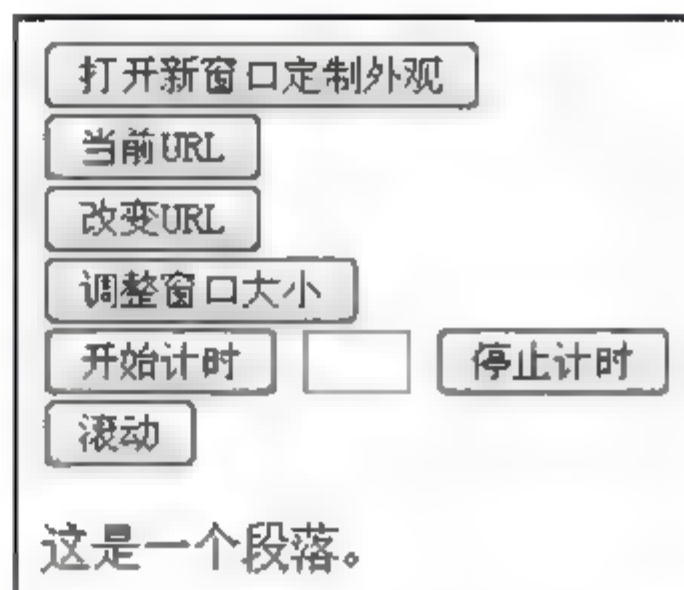 打开新窗口定制外观
当前URL
改变URL
调整窗口大小
开始计时 停止计时
滚动
这是一个段落。